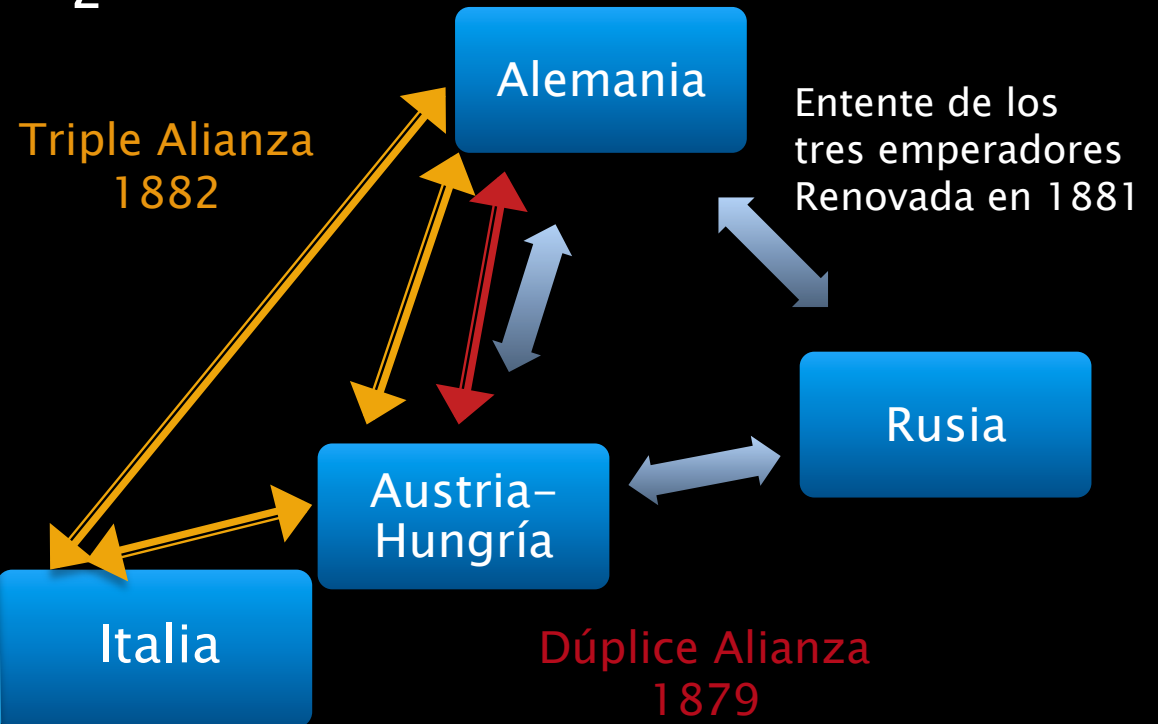 Alemania
Entente de los
tres emperadores
Renovada en 1881
Triple Alianza
1882
Rusia
Austria-
Hungría
Italia
Dúplice Alianza
1879